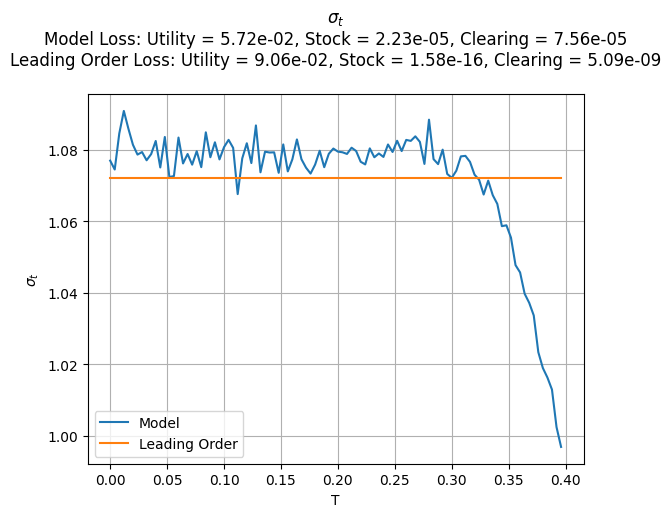 σ_t
Model Loss: Utility = 5.72e-02, Stock = 2.23e-05, Clearing = 7.56e-05
Leading Order Loss: Utility = 9.06e-02, Stock = 1.58e-16, Clearing = 5.09e-09
σ_t
1.08
1.06
1.04
1.02
1.00
Model
Leading Order
0.00 0.05 0.10 0.15 0.20 0.25 0.30 0.35 0.40
T